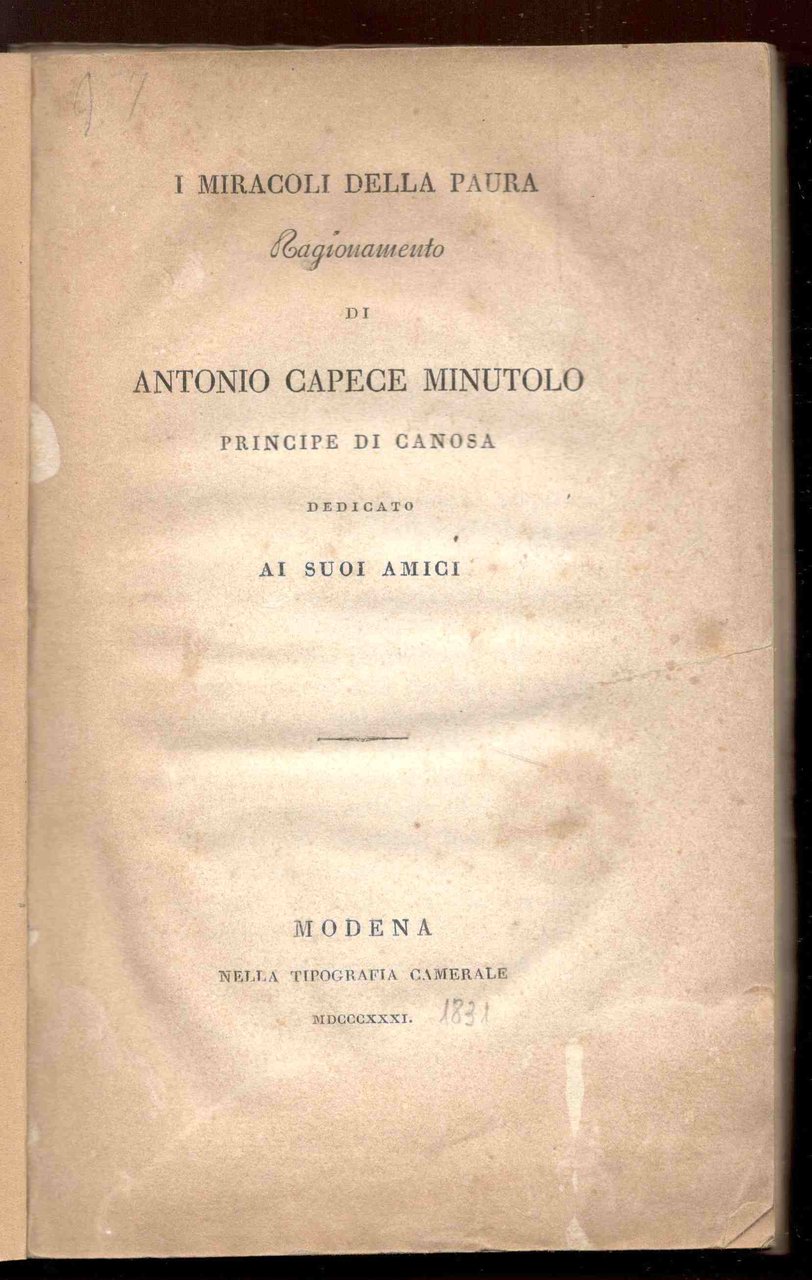 I MIRACOLI DELLA PAURA
Ragionamento
DI
ANTONIO CAPECE MINUTOLO
PRINCIPE DI CANOSA
DEDICATO
AI SUOI AMICI
MODENA
NELLA TIPOGRAFIA CAMERALE
MDCCCXXXI. 1831